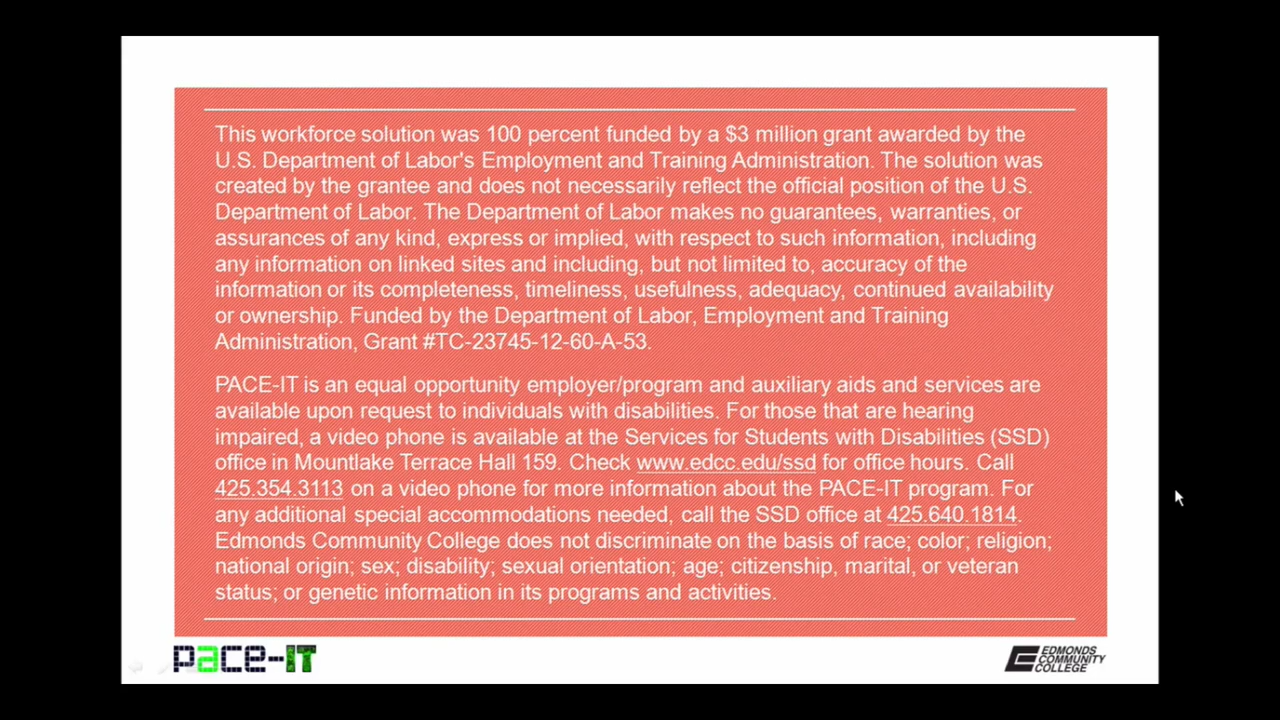 This workforce solution was 100 percent funded by a $3 million grant awarded by the
U.S. Department of Labor's Employment and Training Administration. The solution was
created by the grantee and does not necessarily reflect the official position of the U.S.
Department of Labor. The Department of Labor makes no guarantees, warranties, or
assurances of any kind, express or implied, with respect to such information, including
any information on linked sites and including, but not limited to, accuracy of the
information or its completeness, timeliness, usefulness, adequacy, continued availability
or ownership. Funded by the Department of Labor, Employment and Training
Administration, Grant #TC-23745-12-60-A-53.
PACE-IT is an equal opportunity employer/program and auxiliary aids and services are
available upon request to individuals with disabilities. For those that are hearing
impaired, a video phone is available at the Services for Students with Disabilities (SSD)
office in Mountlake Terrace Hall 159. Check www.edcc.edu/ssd for office hours. Call
425.354.3113 on a video phone for more information about the PACE-IT program. For
any additional special accommodations needed, call the SSD office at 425.640.1814.
Edmonds Community College does not discriminate on the basis of race; color; religion;
national origin; sex; disability; sexual orientation; age; citizenship, marital, or veteran
status; or genetic information in its programs and activities.
pace-IT
EDMONDS
COMMUNITY
COLLEGE